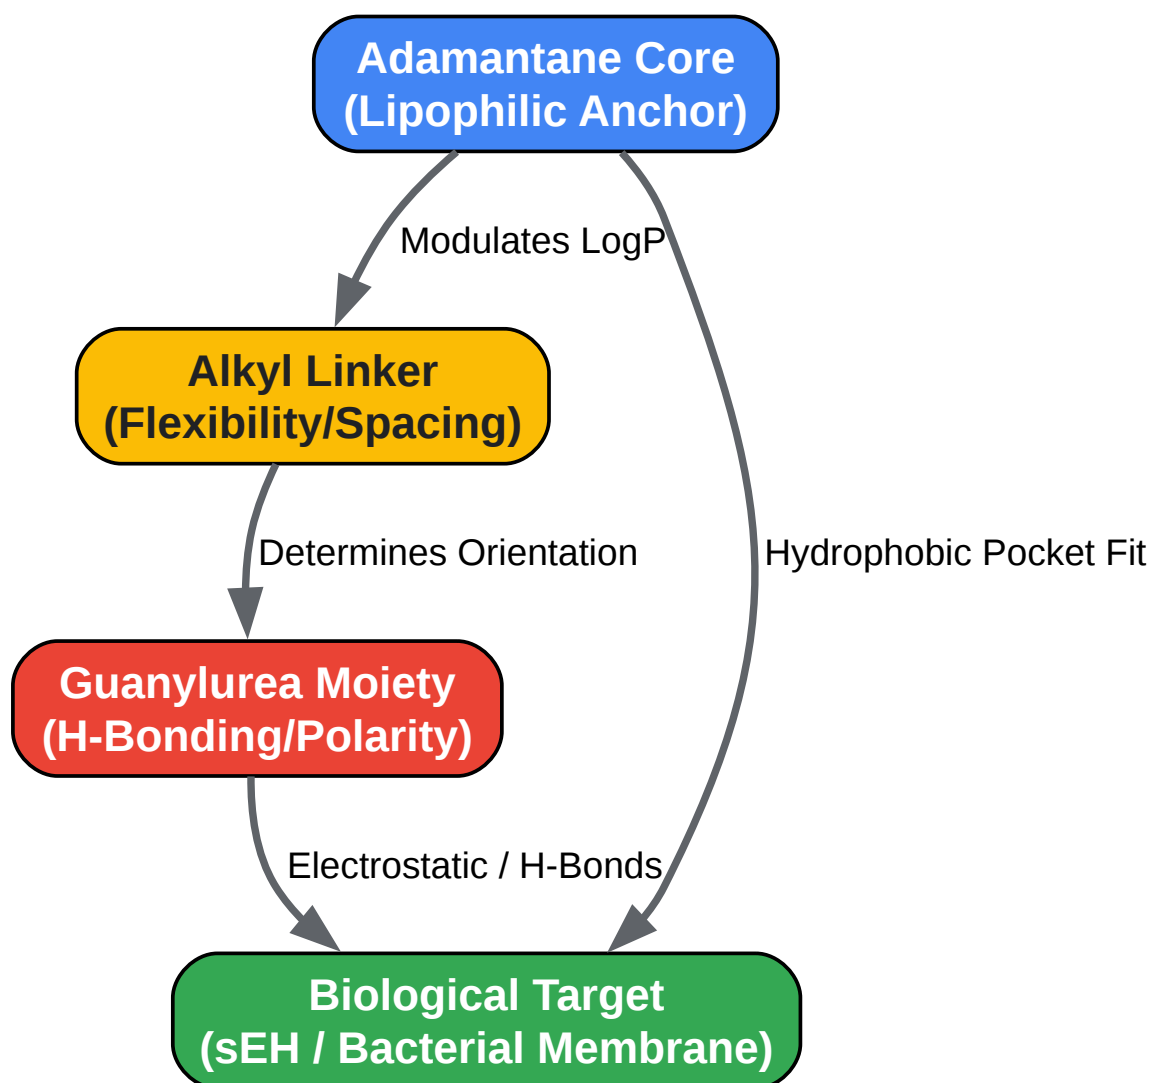 Adamantane Core
(Lipophilic Anchor)
Modulates LogP
Alkyl Linker
(Flexibility/Spacing)
Determines Orientation
Hydrophobic Pocket Fit
Guanylurea Moiety
(H-Bonding/Polarity)
Electrostatic / H-Bonds
Biological Target
(sEH / Bacterial Membrane)